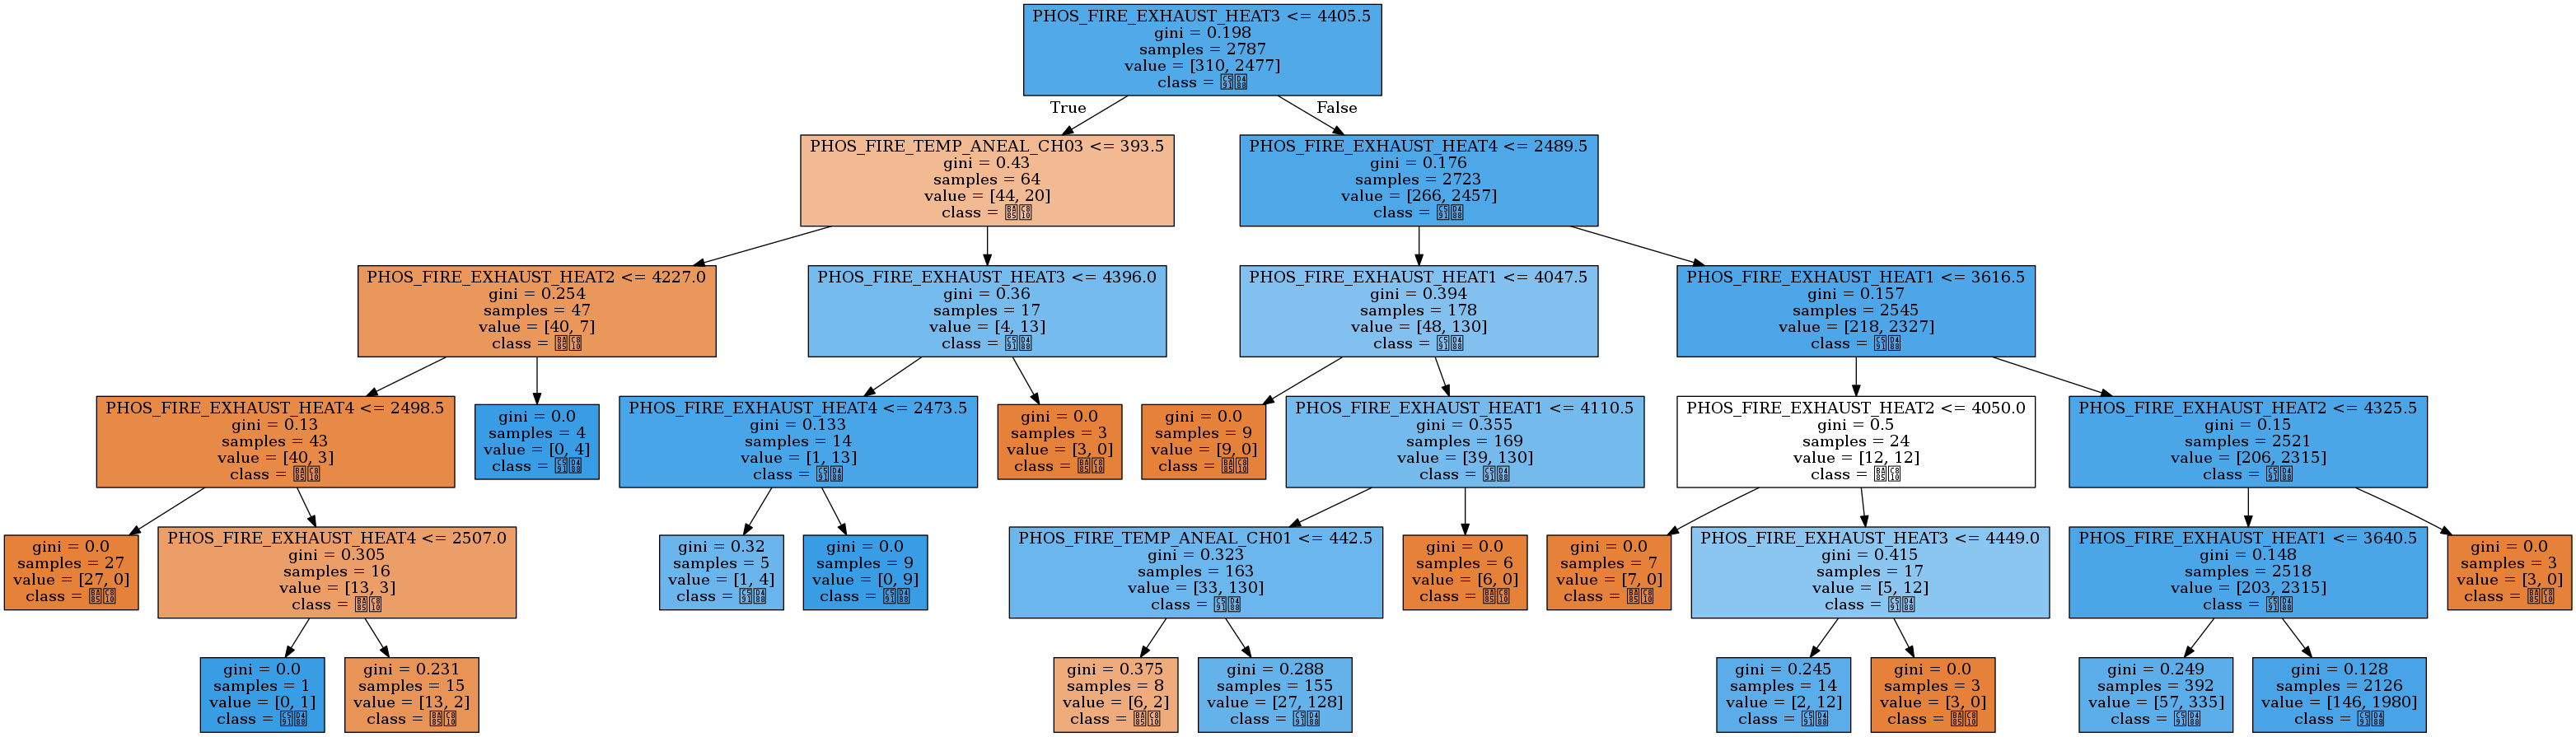 PHOS_FIRE_EXHAUST_HEAT3 <= 4405.5
gini = 0.198
samples = 2787
value = [310, 2477]
class =
True
False
PHOS_FIRE_TEMP_ANEAL_CH03 <= 393.5
gini = 0.43
samples = 64
value = [44, 20]
class =
PHOS_FIRE_EXHAUST_HEAT4 <= 2489.5
gini = 0.176
samples = 2723
value = [266, 2457]
class =
PHOS_FIRE_EXHAUST_HEAT2 <= 4227.0
gini = 0.254
samples = 47
value = [40, 7]
class =
PHOS_FIRE_EXHAUST_HEAT3 <= 4396.0
gini = 0.36
samples = 17
value = [4, 13]
class =
PHOS_FIRE_EXHAUST_HEAT1 <= 4047.5
gini = 0.394
samples = 178
value = [48, 130]
class =
PHOS_FIRE_EXHAUST_HEAT1 <= 3616.5
gini = 0.157
samples = 2545
value = [218, 2327]
class =
PHOS_FIRE_EXHAUST_HEAT4 <= 2498.5
gini = 0.13
samples = 43
value = [40, 3]
class =
gini = 0.0
samples = 4
value = [0, 4]
class =
PHOS_FIRE_EXHAUST_HEAT4 <= 2473.5
gini = 0.133
samples = 14
value = [1, 13]
class =
gini = 0.0
samples = 3
value = [3, 0]
class =
gini = 0.0
samples = 9
value = [9, 0]
class =
PHOS_FIRE_EXHAUST_HEAT1 <= 4110.5
gini = 0.355
samples = 169
value = [39, 130]
class =
PHOS_FIRE_EXHAUST_HEAT2 <= 4050.0
gini = 0.5
samples = 24
value = [12, 12]
class =
PHOS_FIRE_EXHAUST_HEAT2 <= 4325.5
gini = 0.15
samples = 2521
value = [206, 2315]
class =
gini = 0.0
samples = 27
value = [27, 0]
class =
PHOS_FIRE_EXHAUST_HEAT4 <= 2507.0
gini = 0.305
samples = 16
value = [13, 3]
class =
gini = 0.32
samples = 5
value = [1, 4]
class =
gini = 0.0
samples = 9
value = [0, 9]
class =
PHOS_FIRE_TEMP_ANEAL_CH01 <= 442.5
gini = 0.323
samples = 163
value = [33, 130]
class =
gini = 0.0
samples = 6
value = [6, 0]
class =
gini = 0.0
samples = 7
value = [7, 0]
class =
PHOS_FIRE_EXHAUST_HEAT3 <= 4449.0
gini = 0.415
samples = 17
value = [5, 12]
class =
PHOS_FIRE_EXHAUST_HEAT1 <= 3640.5
gini = 0.148
samples = 2518
value = [203, 2315]
class =
gini = 0.0
samples = 3
value = [3, 0]
class =
gini = 0.0
samples = 1
value = [0, 1]
class =
gini = 0.231
samples = 15
value = [13, 2]
class =
gini = 0.375
samples = 8
value = [6, 2]
class =
gini = 0.288
samples = 155
value = [27, 128]
class =
gini = 0.245
samples = 14
value = [2, 12]
class =
gini = 0.0
samples = 3
value = [3, 0]
class =
gini = 0.249
samples = 392
value = [57, 335]
class =
gini = 0.128
samples = 2126
value = [146, 1980]
class =